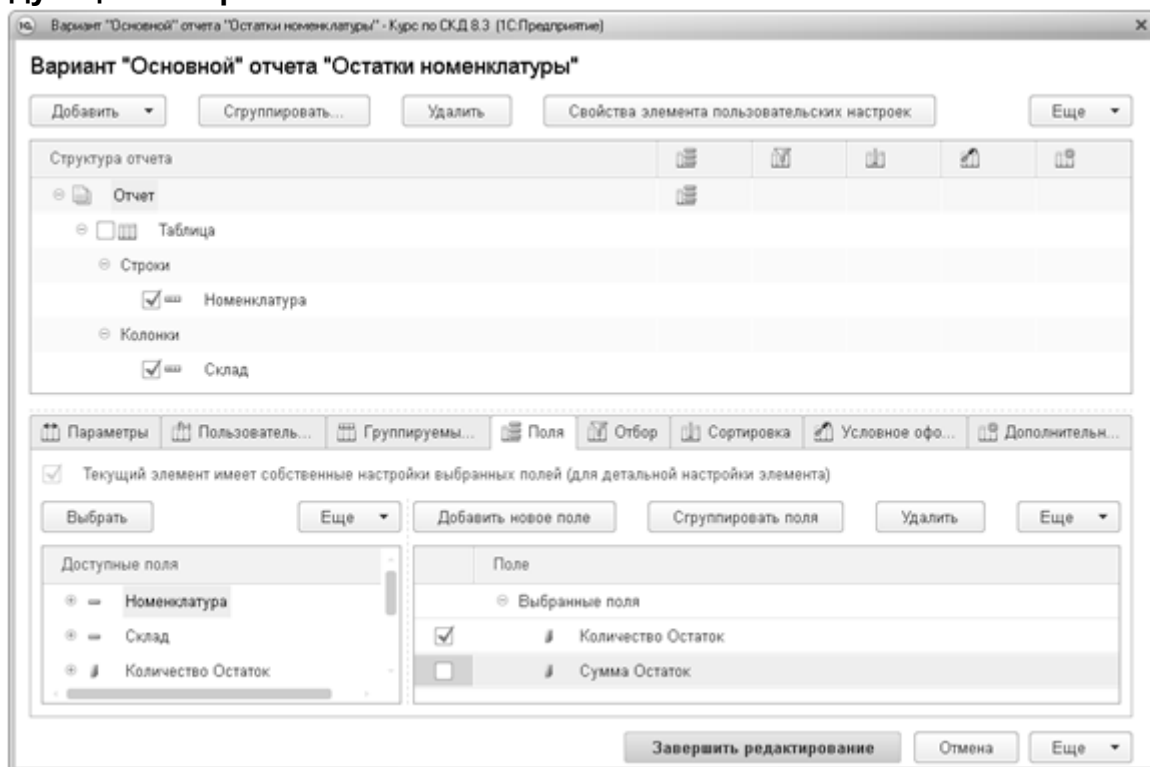 Вариант "Основной" отчета "Остатки номенклатуры" - Курс по СКД 8.3 (1С:Предприятие)
Вариант "Основной" отчета "Остатки номенклатуры"
Добавить Сгруппировать... Удалить Свойства элемента пользовательских настроек Еще
Структура отчета
Отчет
Таблица
Строки
Номенклатура
Колонки
Склад
Параметры Пользователь... Группируемы... Поля Отбор Сортировка Условное офо... Дополнительн...
Текущий элемент имеет собственные настройки выбранных полей (для детальной настройки элемента)
Выбрать Еще Добавить новое поле Сгруппировать поля Удалить Еще
Доступные поля Поле
Номенклатура Выбранные поля
Склад Количество Остаток
Количество Остаток Сумма Остаток
Завершить редактирование Отмена Еще